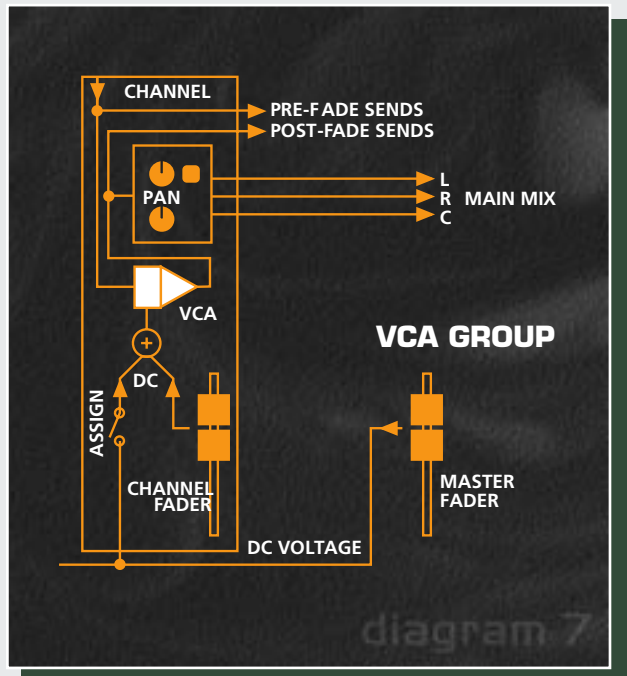 CHANNEL
PRE-FADE SENDS
POST-FADE SENDS
PAN
L
R MAIN MIX
C
VCA
VCA GROUP
+
DC
ASSIGN
CHANNEL
FADER
MASTER
FADER
DC VOLTAGE
diagram 7